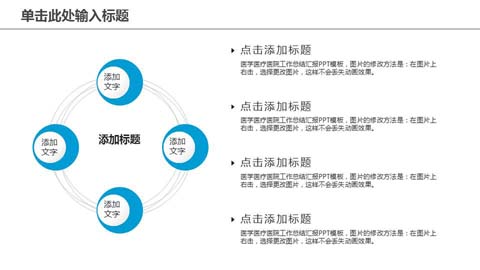 单击此处输入标题
添加
文字
添加
文字
添加标题
添加
文字
添加
文字
点击添加标题
医学医疗医院工作总结汇报PPT模板，图片的修改方法是：在图片上
右击，选择更改图片，这样不会丢失动画效果。
点击添加标题
医学医疗医院工作总结汇报PPT模板，图片的修改方法是：在图片上
右击，选择更改图片，这样不会丢失动画效果。
点击添加标题
医学医疗医院工作总结汇报PPT模板，图片的修改方法是：在图片上
右击，选择更改图片，这样不会丢失动画效果。
点击添加标题
医学医疗医院工作总结汇报PPT模板，图片的修改方法是：在图片上
右击，选择更改图片，这样不会丢失动画效果。